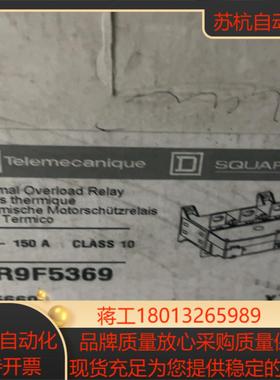 苏杭自动
Telemecanique
SQUAR
mal Overload Relay
s thermique
mische Motorschützrelais
Termico
- 150 A CLASS 10
R9F5369
蒋工18013265989
自动化
品牌质量放心采购质量
开票
现货充足为您提供稳定的